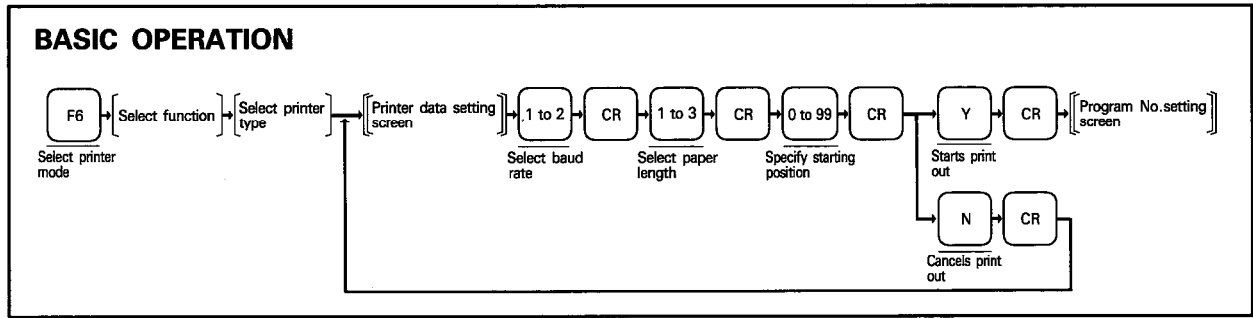 BASIC OPERATION
F6
Select printer
mode
Select function
Select printer
type
Printer data setting
screen
1 to 2
Select baud
rate
CR
1 to 3
Select paper
length
CR
0 to 99
Specify starting
position
CR
Y
Starts print
out
CR
Program No.setting
screen
N
Cancels print
out
CR